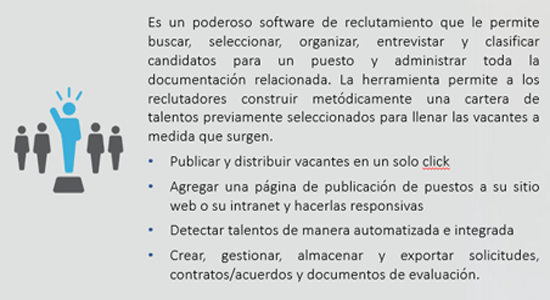 Es un poderoso software de reclutamiento que le permite
buscar, seleccionar, organizar, entrevistar y clasificar
candidatos para un puesto y administrar toda la
documentación relacionada. La herramienta permite a los
reclutadores construir metódicamente una cartera de
talentos previamente seleccionados para llenar las vacantes a
medida que surgen.
• Publicar y distribuir vacantes en un solo click
• Agregar una página de publicación de puestos a su sitio
web o su intranet y hacerlas responsivas
• Detectar talentos de manera automatizada e integrada
• Crear, gestionar, almacenar y exportar solicitudes,
contratos/acuerdos y documentos de evaluación.